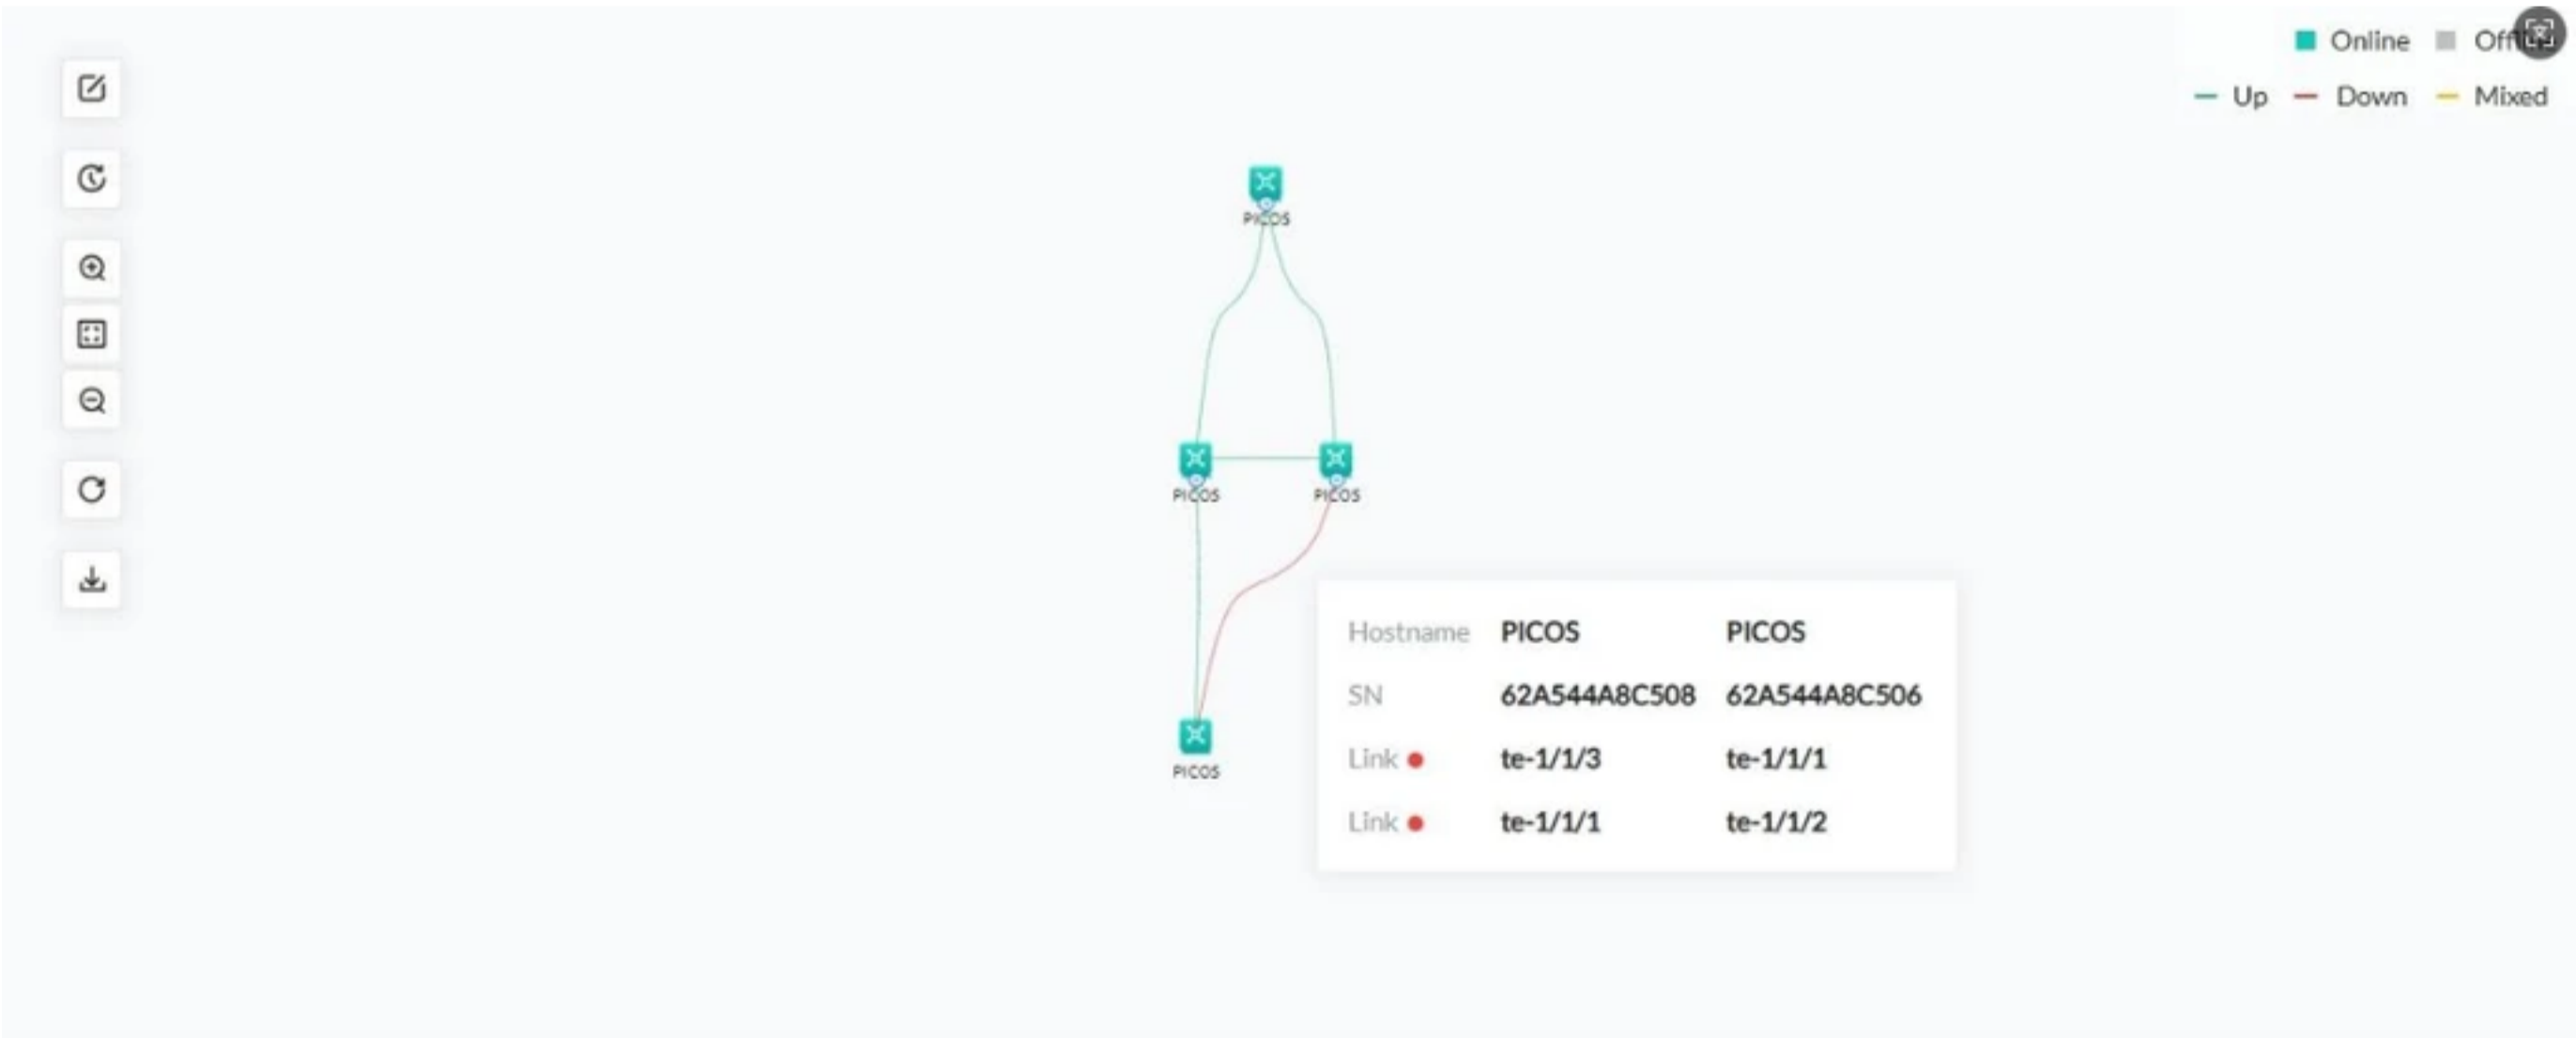 Online
Up Down Mixed
PICOS
PICOS PICOS
Hostname PICOS PICOS
SN 62A544A8C508 62A544A8C506
Link te-1/1/3 te-1/1/1
Link te-1/1/1 te-1/1/2
PICOS